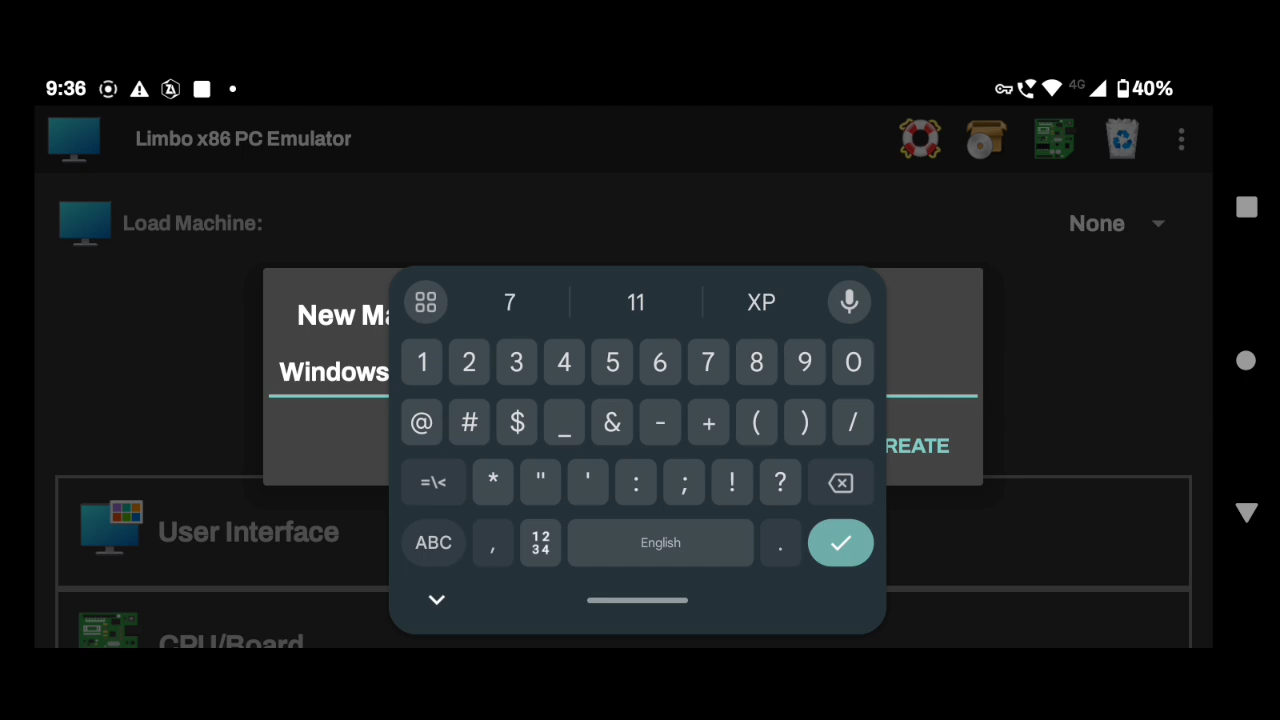 9:36 4G 40%
Limbo x86 PC Emulator
Load Machine: None
New Ma
Windows
REATE
7 11 XP
1 2 3 4 5 6 7 8 9 0
@ # $ _ & - + ( ) /
=\< * " ' : ; ! ?
ABC , 12 34 English .
User Interface
CPU/Board